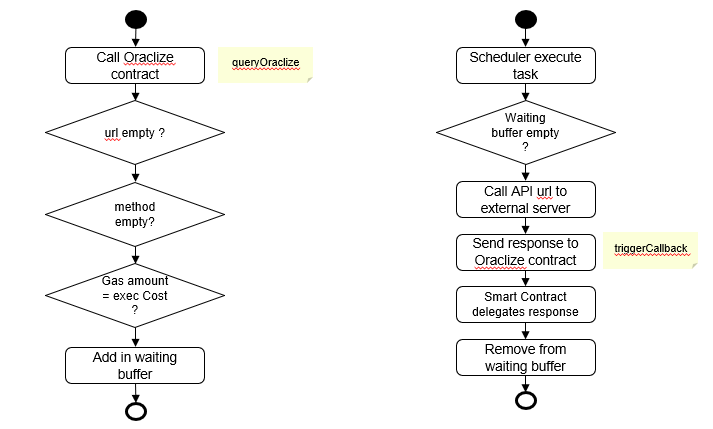 Call Oraclize
contract
queryOraclize
url empty ?
method
empty?
Gas amount
= exec Cost
?
Add in waiting
buffer
Scheduler execute
task
Waiting
buffer empty
?
Call API url to
external server
Send response to
Oraclize contract
triggerCallback
Smart Contract
delegates response
Remove from
waiting buffer